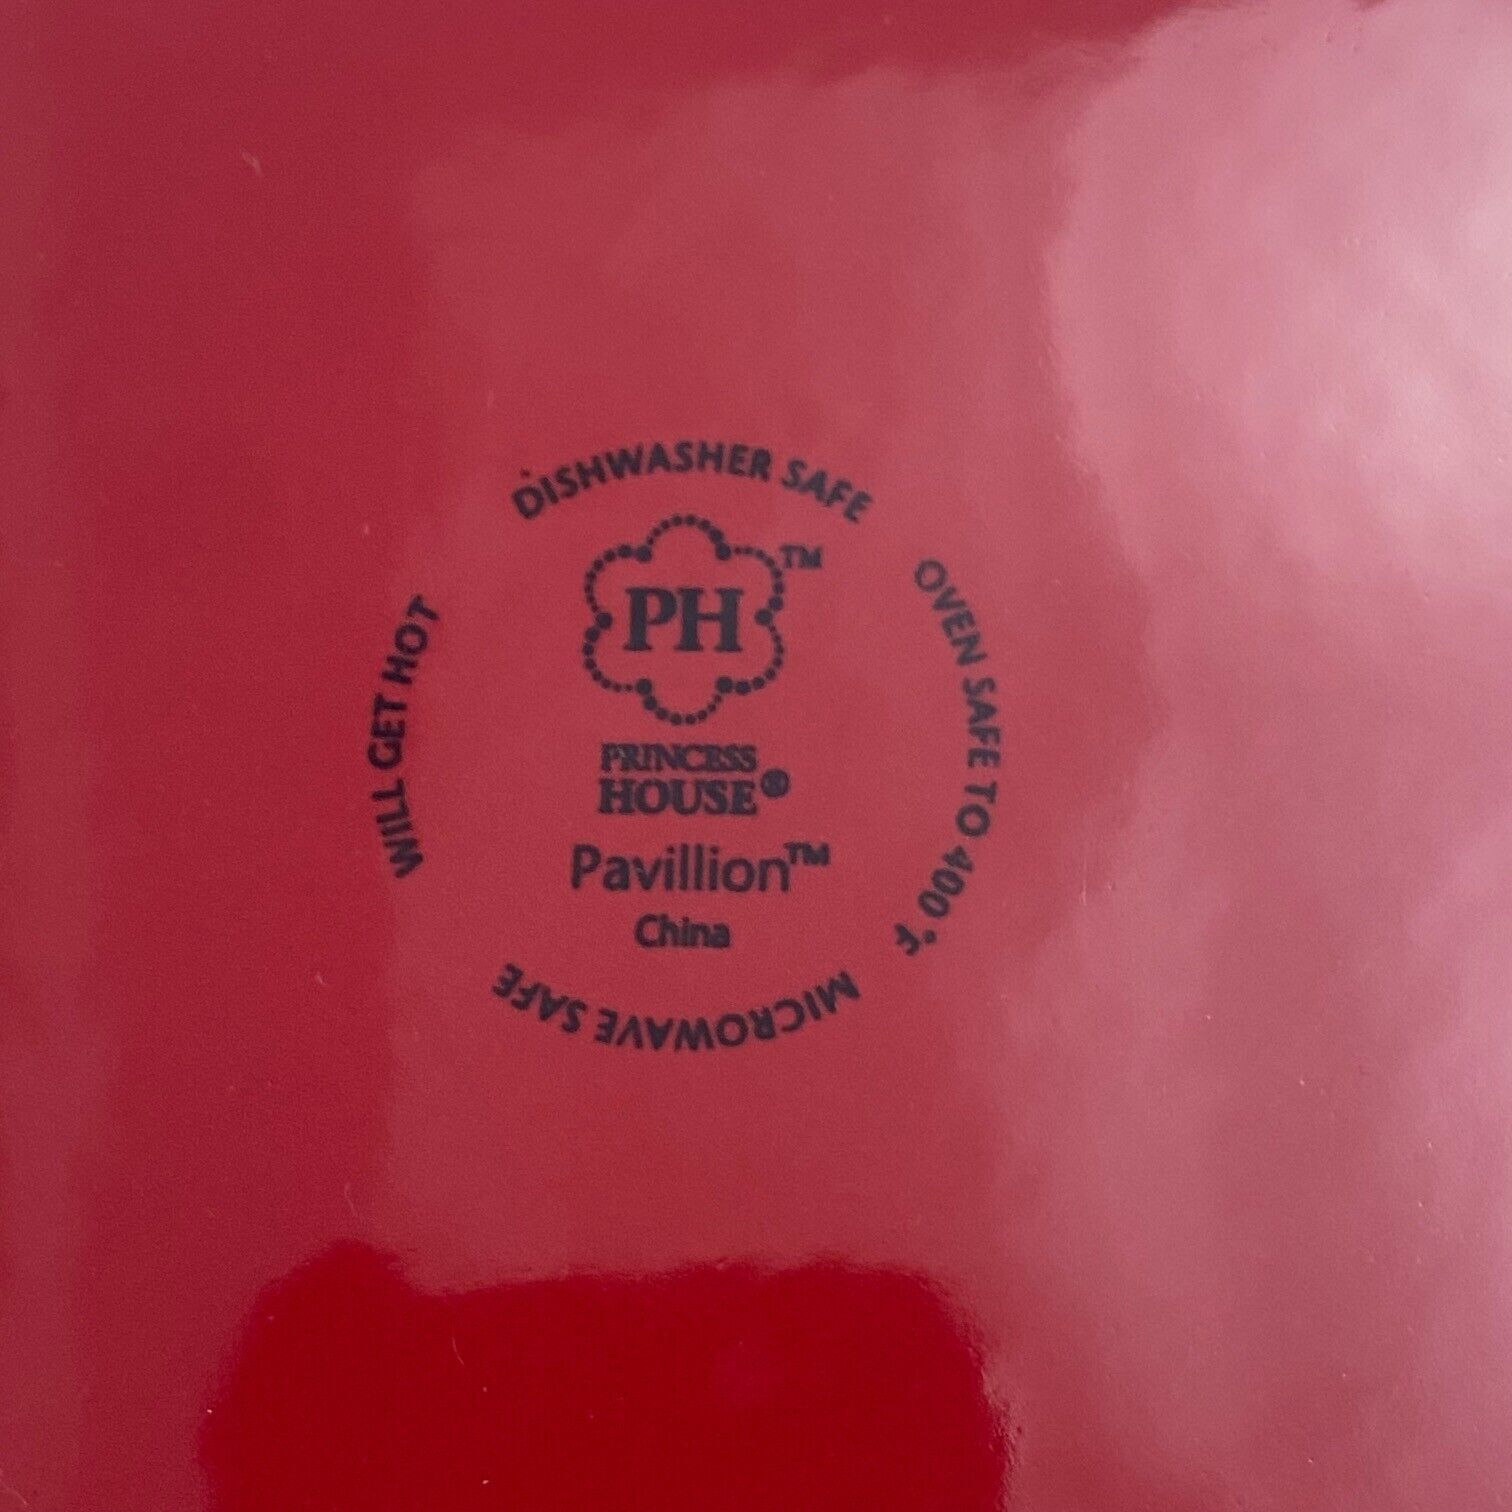 DISHWASHER SAFE
PH™
PRINCESS
HOUSE®
Pavillion™
China
OVEN SAFE TO 400°F
MICROWAVE SAFE
WILL GET HOT